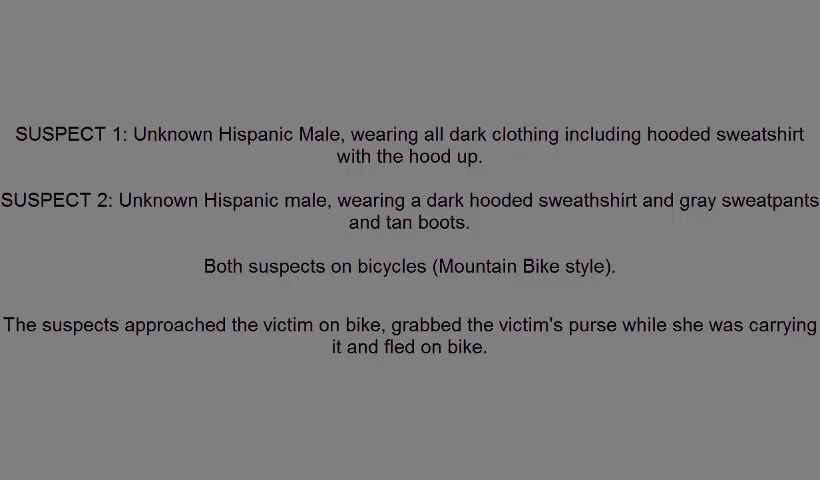 SUSPECT 1: Unknown Hispanic Male, wearing all dark clothing including hooded sweatshirt
with the hood up.
SUSPECT 2: Unknown Hispanic male, wearing a dark hooded sweathshirt and gray sweatpants
and tan boots.
Both suspects on bicycles (Mountain Bike style).
The suspects approached the victim on bike, grabbed the victim's purse while she was carrying
it and fled on bike.